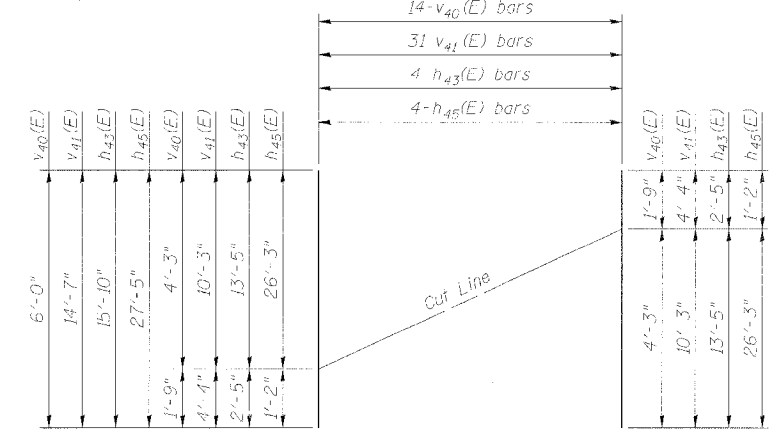 14-v40(E) bars
31 v41(E) bars
4 h43(E) bars
4-h45(E) bars
v40(E) v41(E) h43(E) h45(E) v40(E) v41(E) h43(E) h45(E)
v40(E) v41(E) h43(E) h45(E)
1'-9" 4' 4" 2'-5" 1'-2"
6'-0" 14'-7" 15'-10" 27'-5" 4'-3" 10'-3" 13'-5" 26'-3"
Cut Line
4'-3" 10' 3" 13'-5" 26'-3"
1'-9" 4'-4" 2'-5" 1'-2"